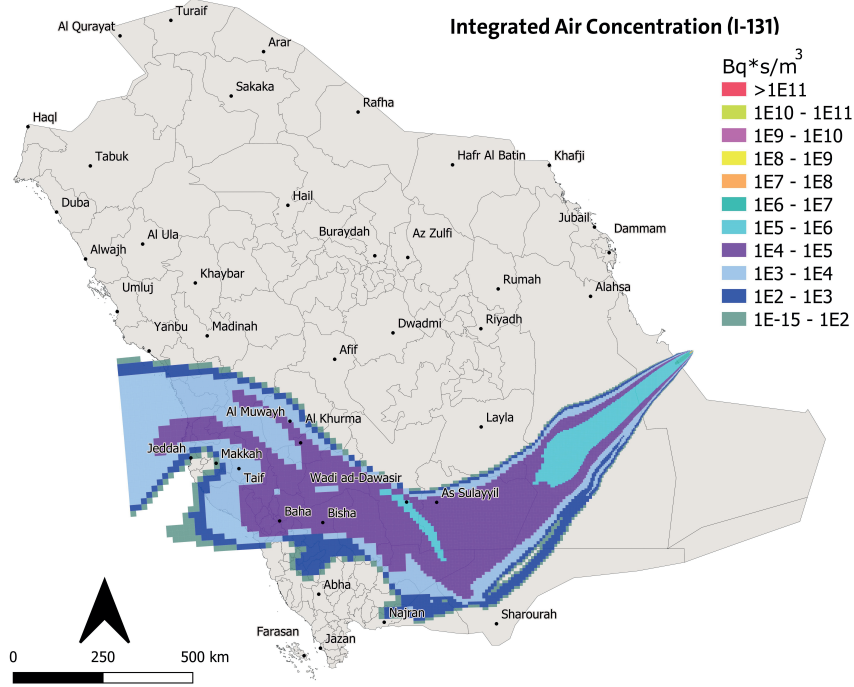 Integrated Air Concentration (I-131)
Bq*s/m³
>1E11
1E10 - 1E11
1E9 - 1E10
1E8 - 1E9
1E7 - 1E8
1E6 - 1E7
1E5 - 1E6
1E4 - 1E5
1E3 - 1E4
1E2 - 1E3
1E-15 - 1E2
Turaif
Al Qurayat
Arar
Sakaka
Rafha
Haql
Tabuk
Hafr Al Batin
Khafji
Hail
Duba
Jubail
Dammam
Al Ula
Buraydah
Az Zulfi
Alwajh
Khaybar
Rumah
Alahsa
Umluj
Yanbu
Madinah
Dwadmi
Riyadh
Afif
Al Muwayh
Al Khurma
Layla
Jeddah
Makkah
Taif
Wadi ad-Dawasir
As Sulayyil
Baha
Bisha
Abha
Najran
Sharourah
Farasan
Jazan
0
250
500 km